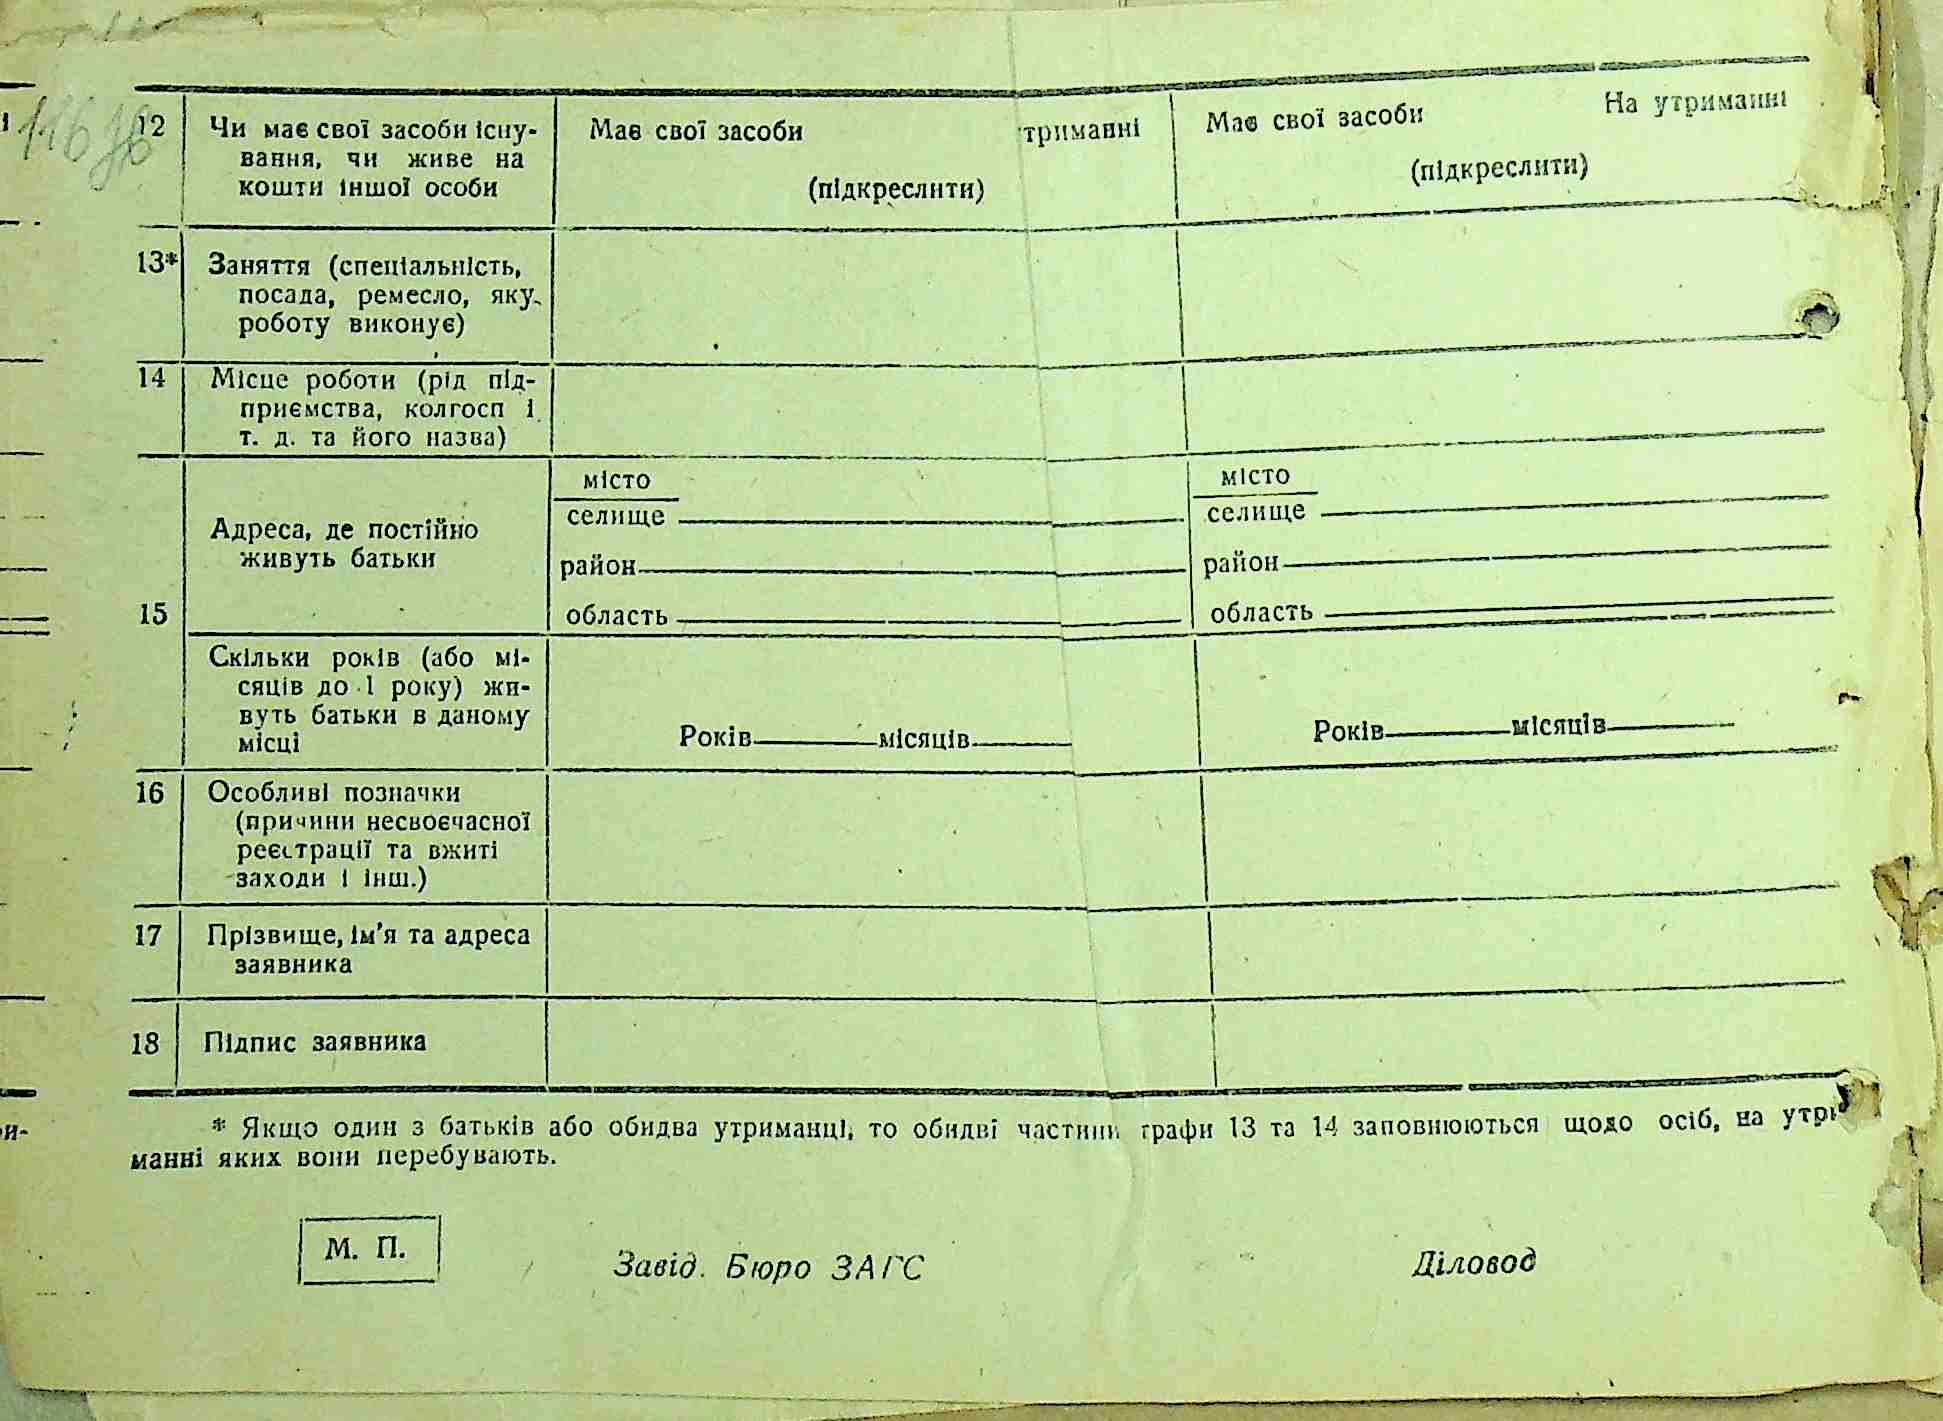 12 Чи має свої засоби існу- Має свої засоби триманні Має свої засоби На утриманні
вання, чи живе на
кошти іншої особи (підкреслити) (підкреслити)
13* Заняття (спеціальність,
посада, ремесло, яку
роботу виконує)
14 Місце роботи (рід під-
приємства, колгосп і
т. д. та його назва)
місто місто
селище селище
Адреса, де постійно
живуть батьки район район
15 область область
Скільки років (або мі-
сяців до 1 року) жи-
вуть батьки в даному
місці Років місяців Років місяців
16 Особливі позначки
(причини несвоєчасної
реєстрації та вжиті
заходи і інш.)
17 Прізвище, ім'я та адреса
заявника
18 Підпис заявника
* Якщо один з батьків або обидва утриманці, то обидві частини графи 13 та 14 заповнюються щодо осіб, на утри
манні яких вони перебувають.
М. П. Завід. Бюро ЗАГС Діловод